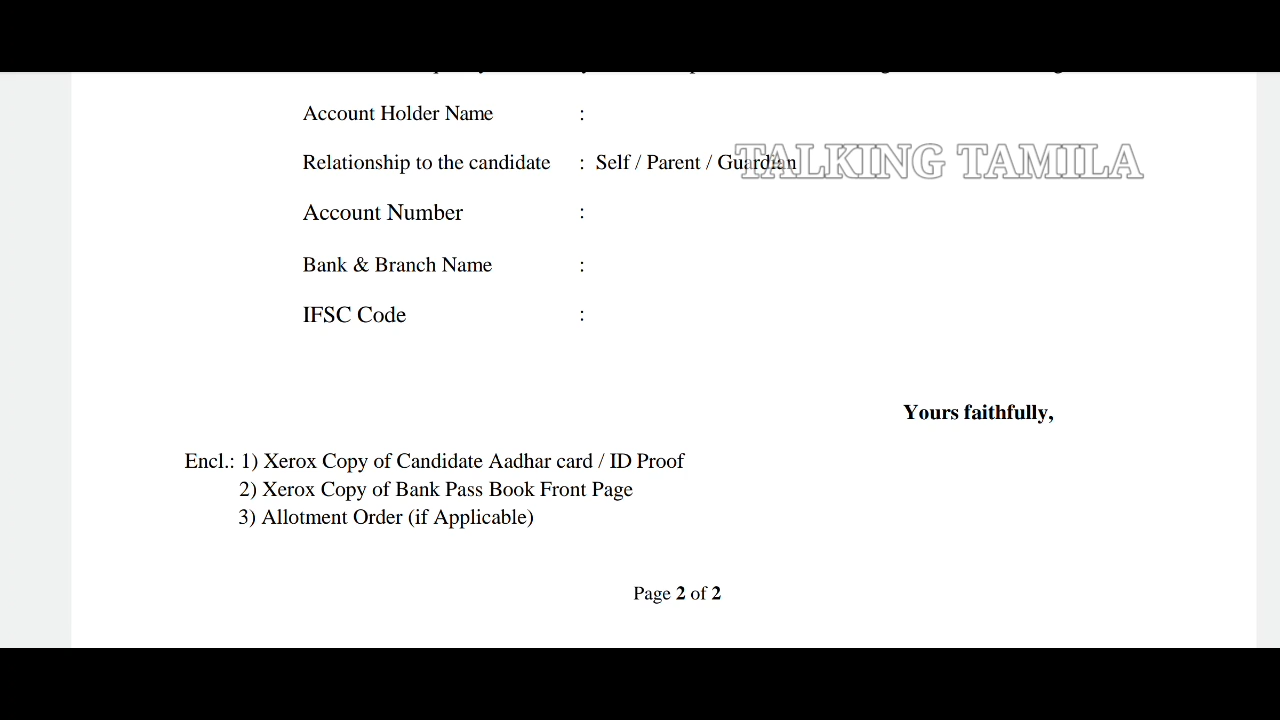 Account Holder Name :
Relationship to the candidate : Self / Parent / Guardian
TALKING TAMILA
Account Number :
Bank & Branch Name :
IFSC Code :
Yours faithfully,
Encl.: 1) Xerox Copy of Candidate Aadhar card / ID Proof
2) Xerox Copy of Bank Pass Book Front Page
3) Allotment Order (if Applicable)
Page 2 of 2